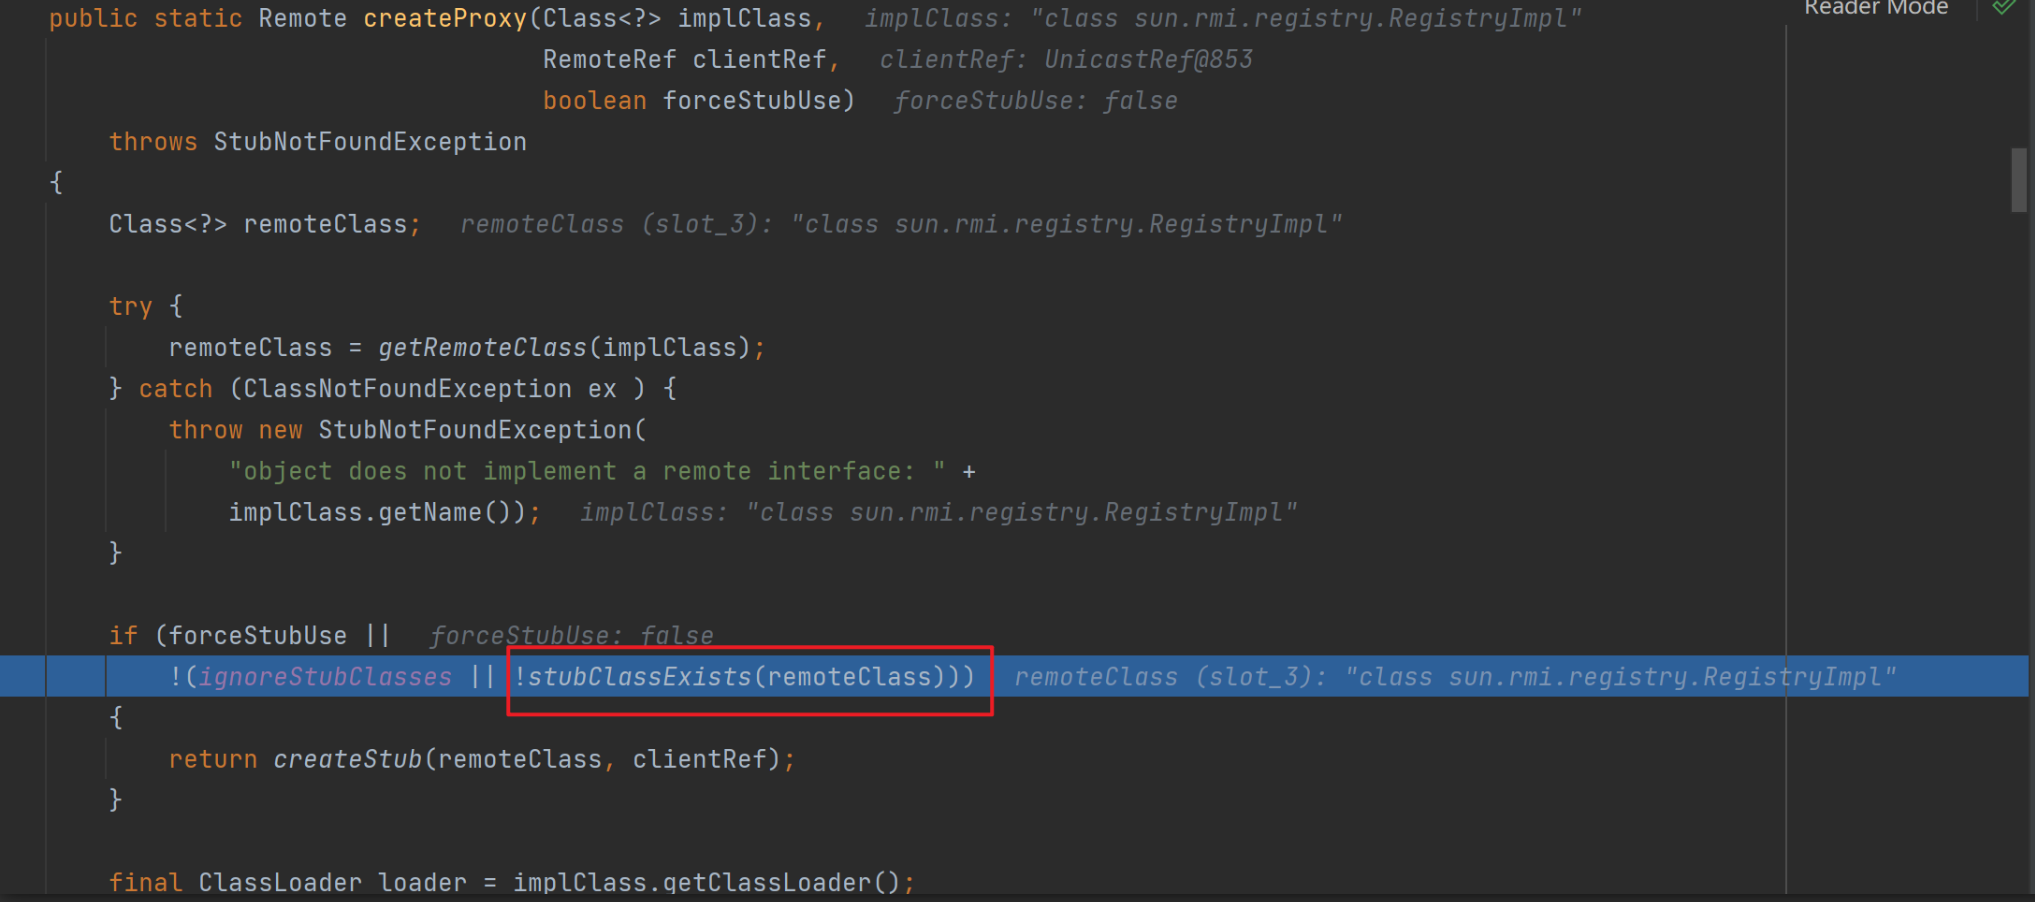 Reader Mode
public static Remote createProxy(Class<?> implClass, implClass: "class sun.rmi.registry.RegistryImpl"
RemoteRef clientRef, clientRef: UnicastRef@853
boolean forceStubUse) forceStubUse: false
throws StubNotFoundException
{
Class<?> remoteClass; remoteClass (slot_3): "class sun.rmi.registry.RegistryImpl"
try {
remoteClass = getRemoteClass(implClass);
} catch (ClassNotFoundException ex ) {
throw new StubNotFoundException(
"object does not implement a remote interface: " +
implClass.getName()); implClass: "class sun.rmi.registry.RegistryImpl"
}
if (forceStubUse || forceStubUse: false
!(ignoreStubClasses || !stubClassExists(remoteClass))) remoteClass (slot_3): "class sun.rmi.registry.RegistryImpl"
{
return createStub(remoteClass, clientRef);
}
final ClassLoader loader = implClass.getClassLoader();